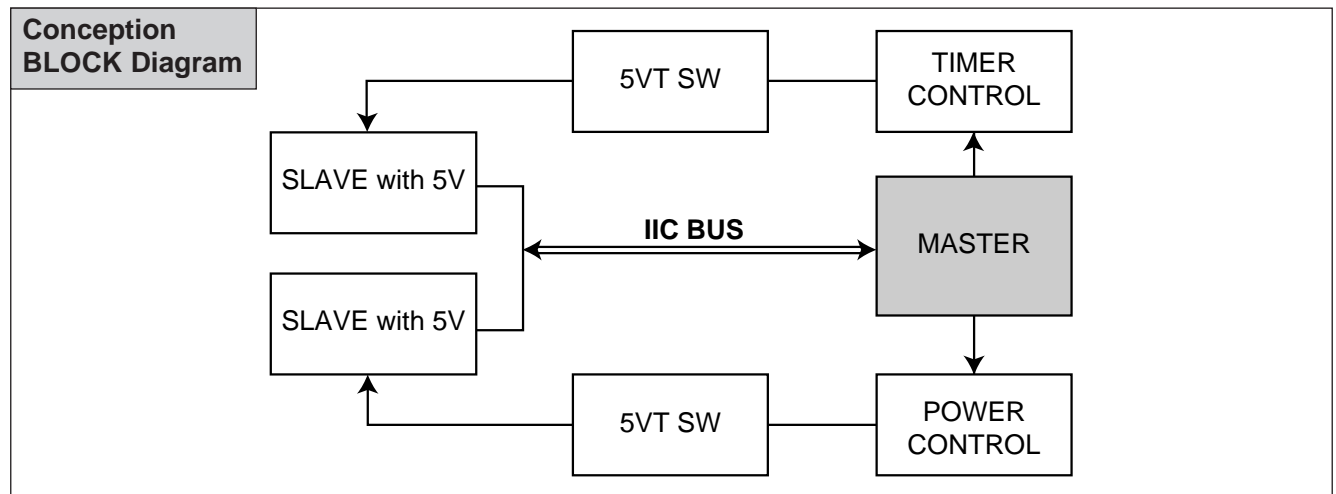 Conception
BLOCK Diagram
5VT SW
TIMER
CONTROL
SLAVE with 5V
IIC BUS
MASTER
SLAVE with 5V
5VT SW
POWER
CONTROL